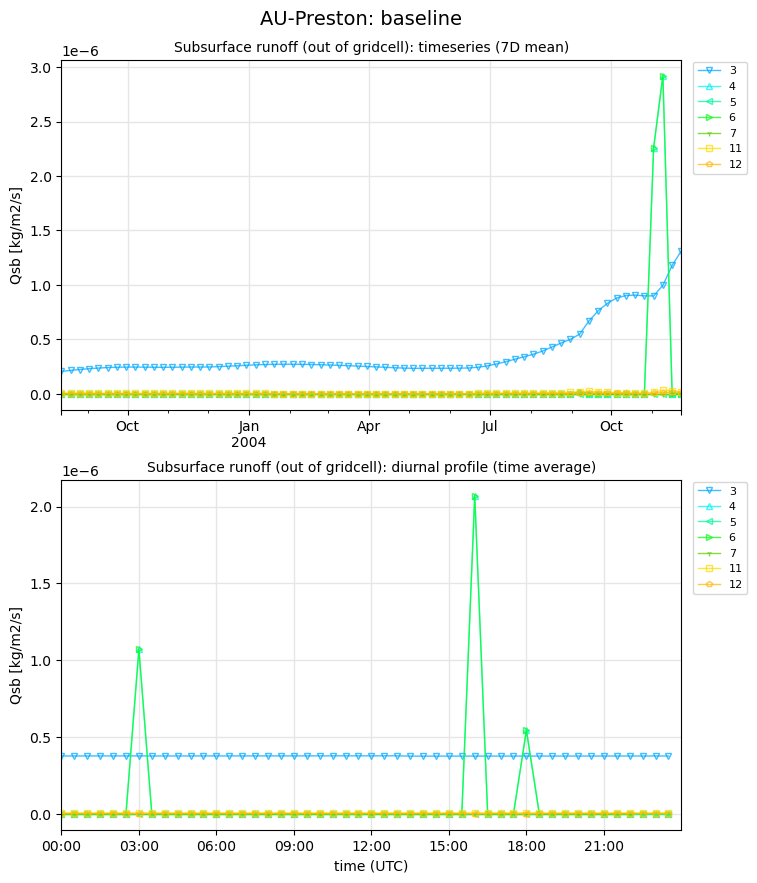 AU-Preston: baseline
Subsurface runoff (out of gridcell): timeseries (7D mean)
1e−6
Qsb [kg/m2/s]
3.0
2.5
2.0
1.5
1.0
0.5
0.0
Oct
Jan
2004
Apr
Jul
Oct
3
4
5
6
7
11
12
Subsurface runoff (out of gridcell): diurnal profile (time average)
1e−6
Qsb [kg/m2/s]
2.0
1.5
1.0
0.5
0.0
00:00
03:00
06:00
09:00
12:00
15:00
18:00
21:00
time (UTC)
3
4
5
6
7
11
12